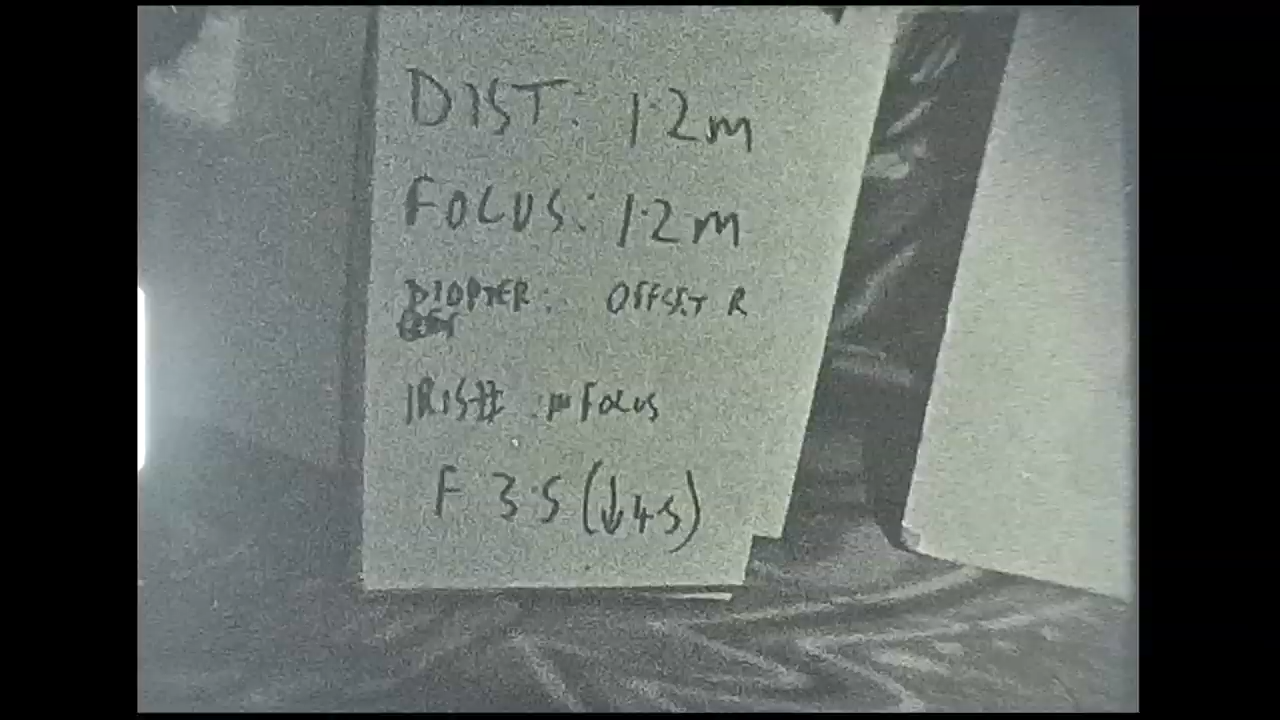 DIST: 1.2m
FOCUS: 1.2m
DIOPTER: OFFSET R
IRIS : FOCUS
F 3.5 (↓4.5)